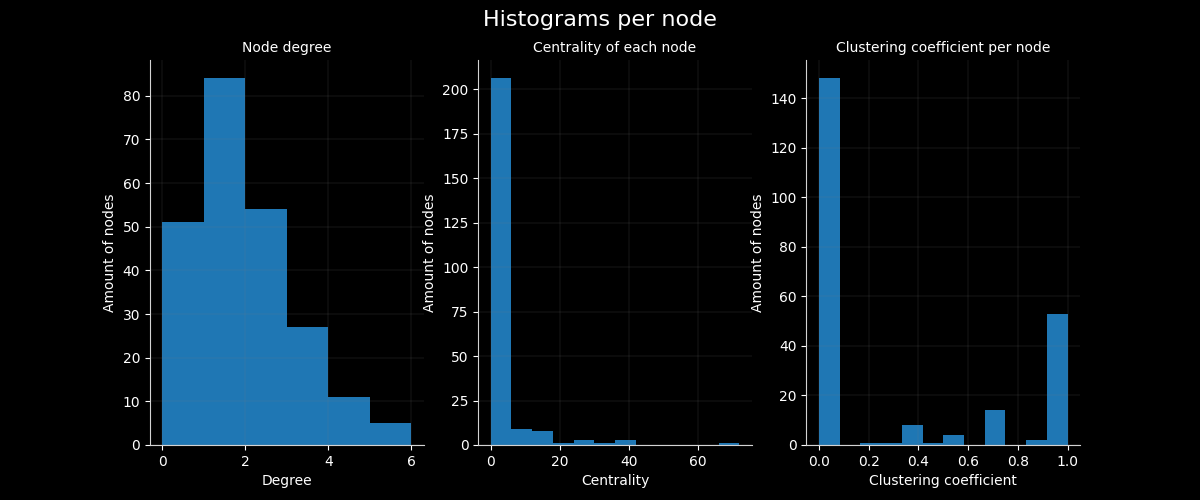 Histograms per node
Node degree
Amount of nodes
0
10
20
30
40
50
60
70
80
0 2 4 6
Degree
Centrality of each node
Amount of nodes
0
25
50
75
100
125
150
175
200
0 20 40 60
Centrality
Clustering coefficient per node
Amount of nodes
0
20
40
60
80
100
120
140
0.0 0.2 0.4 0.6 0.8 1.0
Clustering coefficient